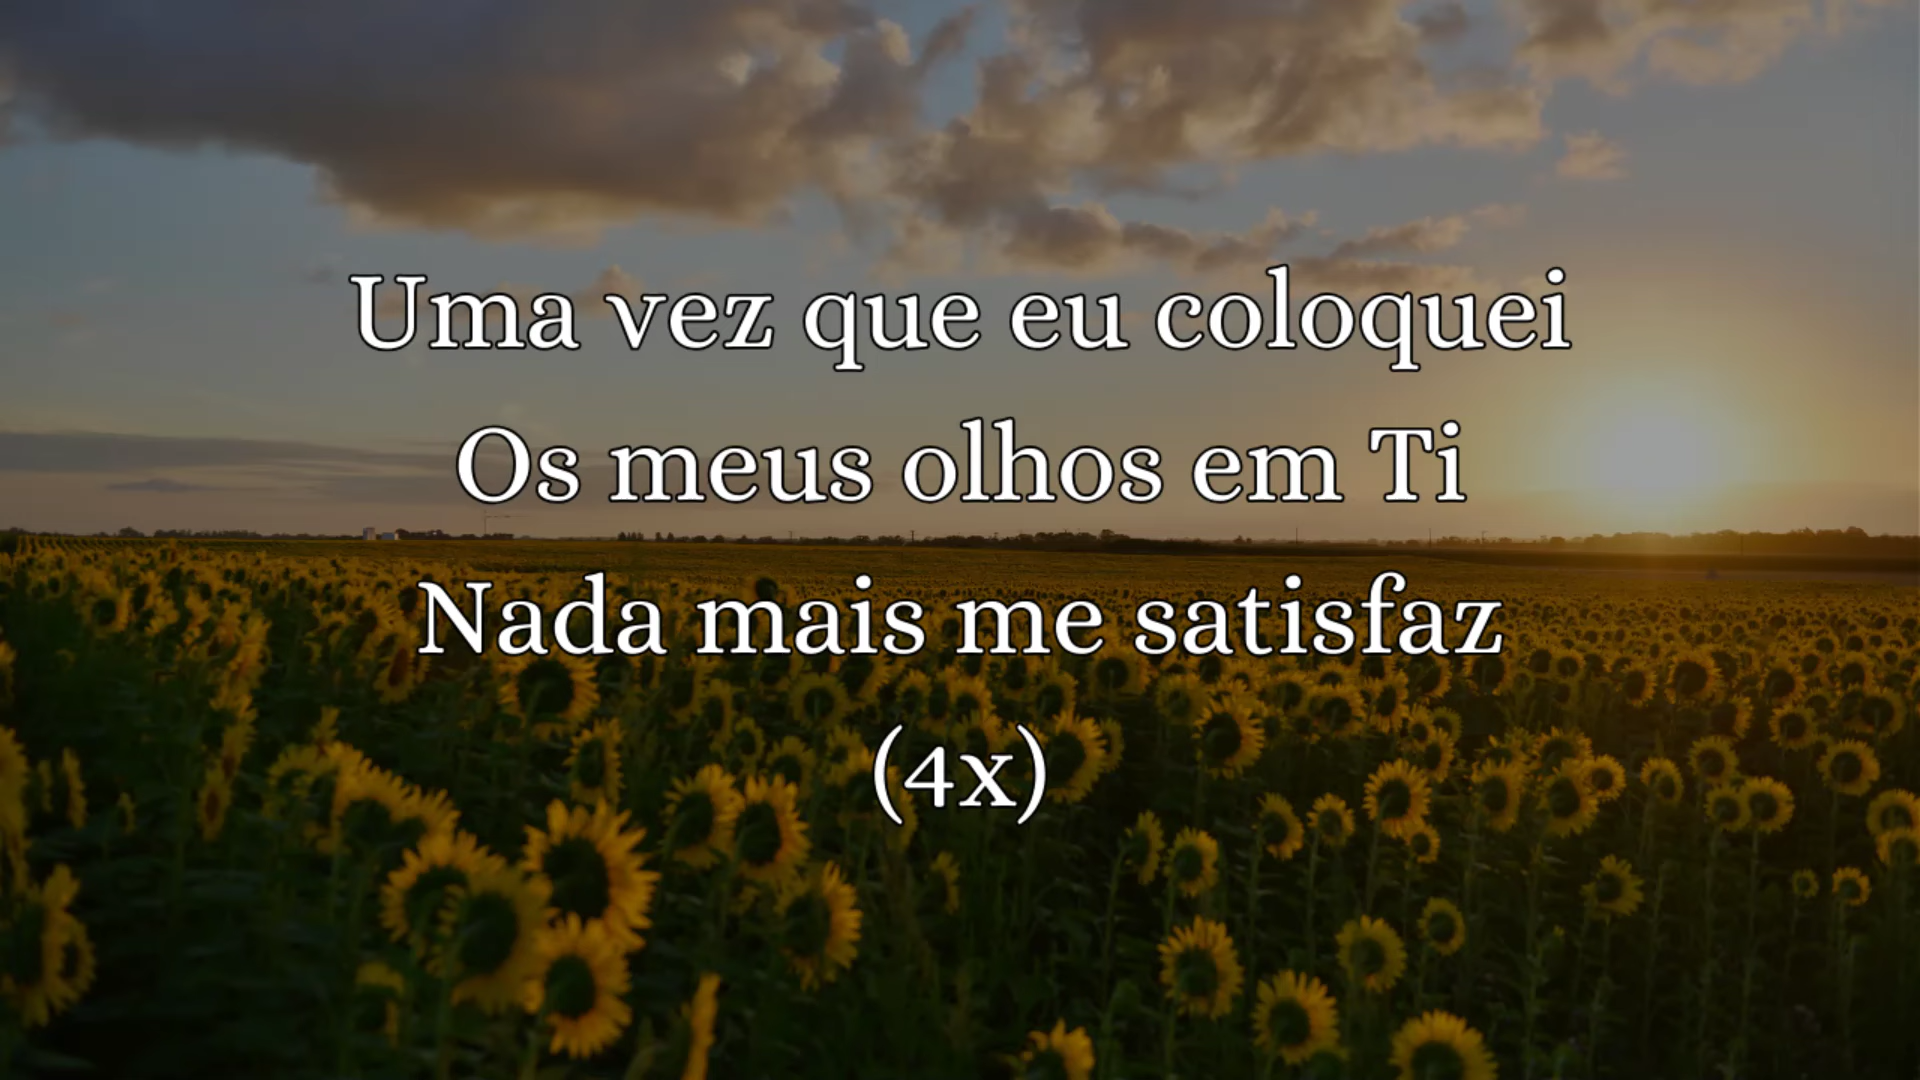 Uma vez que eu coloquei
Os meus olhos em Ti
Nada mais me satisfaz
(4x)